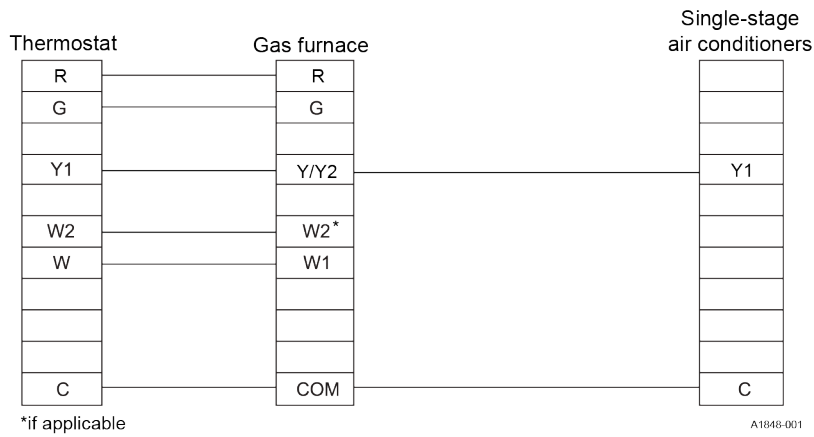 Single-stage
air conditioners
Thermostat
Gas furnace
R
R
G
G
Y1
Y/Y2
Y1
W2
W2*
W
W1
C
COM
C
*if applicable
A1848-001